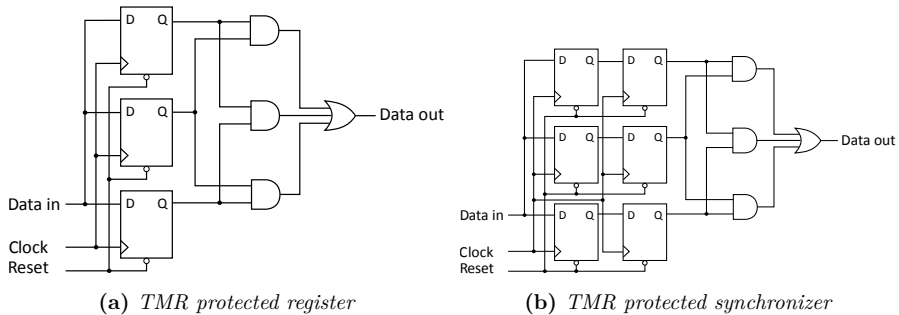 D Q
D Q
Data out
D Q
Data in
Clock
Reset
(a) TMR protected register
D Q D Q
D Q D Q
Data out
D Q D Q
Data in
Clock
Reset
(b) TMR protected synchronizer